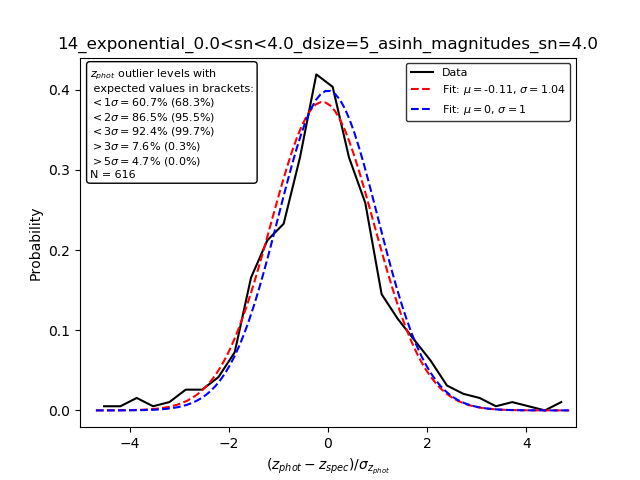 14_exponential_0.0<sn<4.0_dsize=5_asinh_magnitudes_sn=4.0
z_phot outlier levels with
expected values in brackets:
<1σ = 60.7% (68.3%)
<2σ = 86.5% (95.5%)
<3σ = 92.4% (99.7%)
>3σ = 7.6% (0.3%)
>5σ = 4.7% (0.0%)
N = 616
Data
Fit: μ = -0.11, σ = 1.04
Fit: μ = 0, σ = 1
Probability
0.4
0.3
0.2
0.1
0.0
−4 −2 0 2 4
(z_phot − z_spec)/σ_z_phot